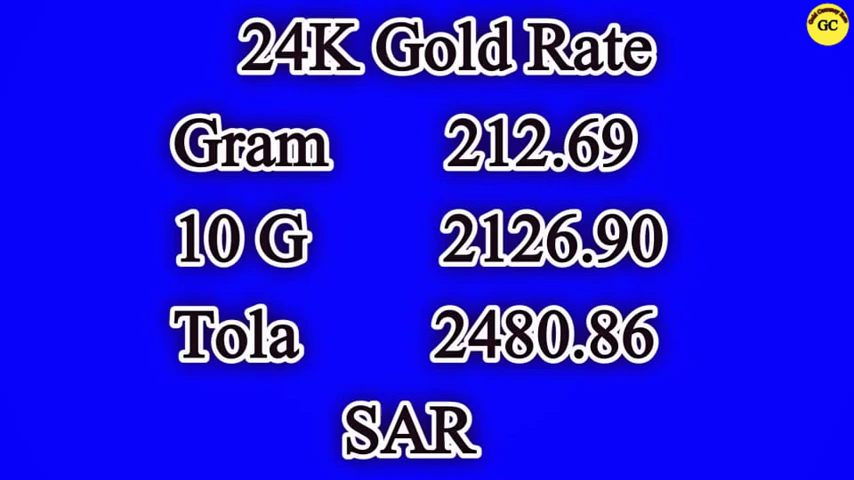 GC
24K Gold Rate
Gram 212.69
10 G 2126.90
Tola 2480.86
SAR